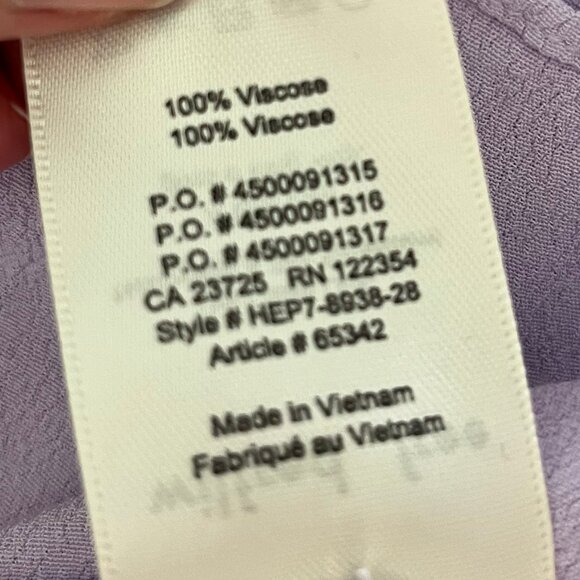 100% Viscose
100% Viscose
P.O. # 4500091315
P.O. # 4500091316
P.O. # 4500091317
CA 23725 RN 122354
Style # HEP7-8938-28
Article # 65342
Made in Vietnam
Fabriqué au Vietnam